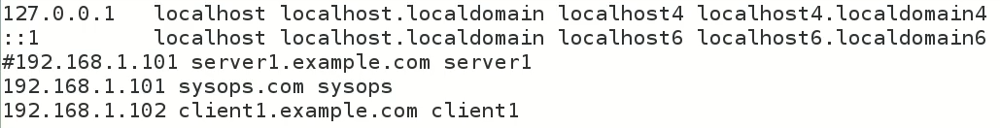 127.0.0.1   localhost localhost.localdomain localhost4 localhost4.localdomain4
::1         localhost localhost.localdomain localhost6 localhost6.localdomain6
#192.168.1.101 server1.example.com server1
192.168.1.101 sysops.com sysops
192.168.1.102 client1.example.com client1